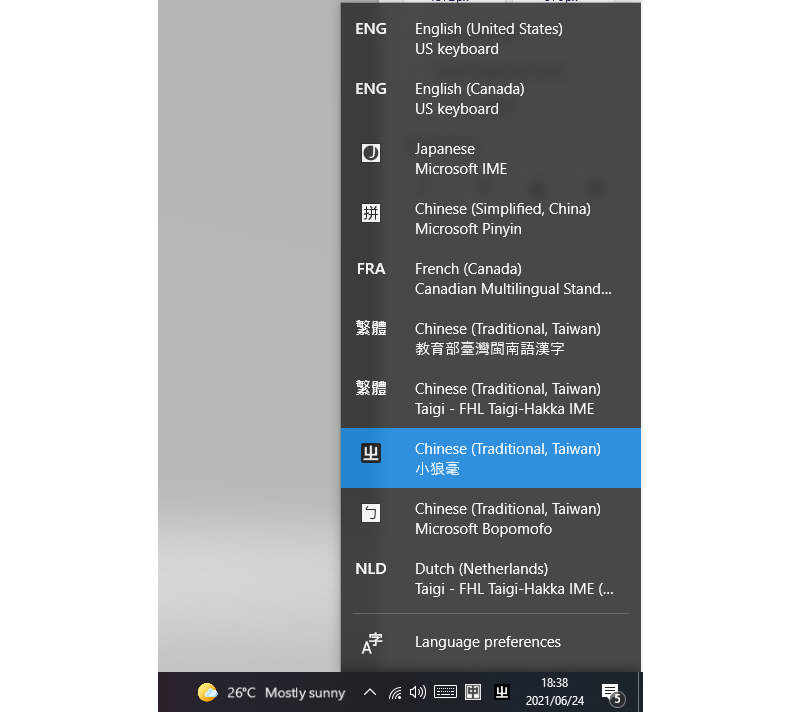 ENG English (United States)
US keyboard
ENG English (Canada)
US keyboard
J Japanese
Microsoft IME
拼 Chinese (Simplified, China)
Microsoft Pinyin
FRA French (Canada)
Canadian Multilingual Stand...
繁體 Chinese (Traditional, Taiwan)
教育部臺灣閩南語漢字
繁體 Chinese (Traditional, Taiwan)
Taigi - FHL Taigi-Hakka IME
㞢 Chinese (Traditional, Taiwan)
小狼毫
ㄅ Chinese (Traditional, Taiwan)
Microsoft Bopomofo
NLD Dutch (Netherlands)
Taigi - FHL Taigi-Hakka IME (...
A字 Language preferences
26°C Mostly sunny
㞢
18:38
2021/06/24
5